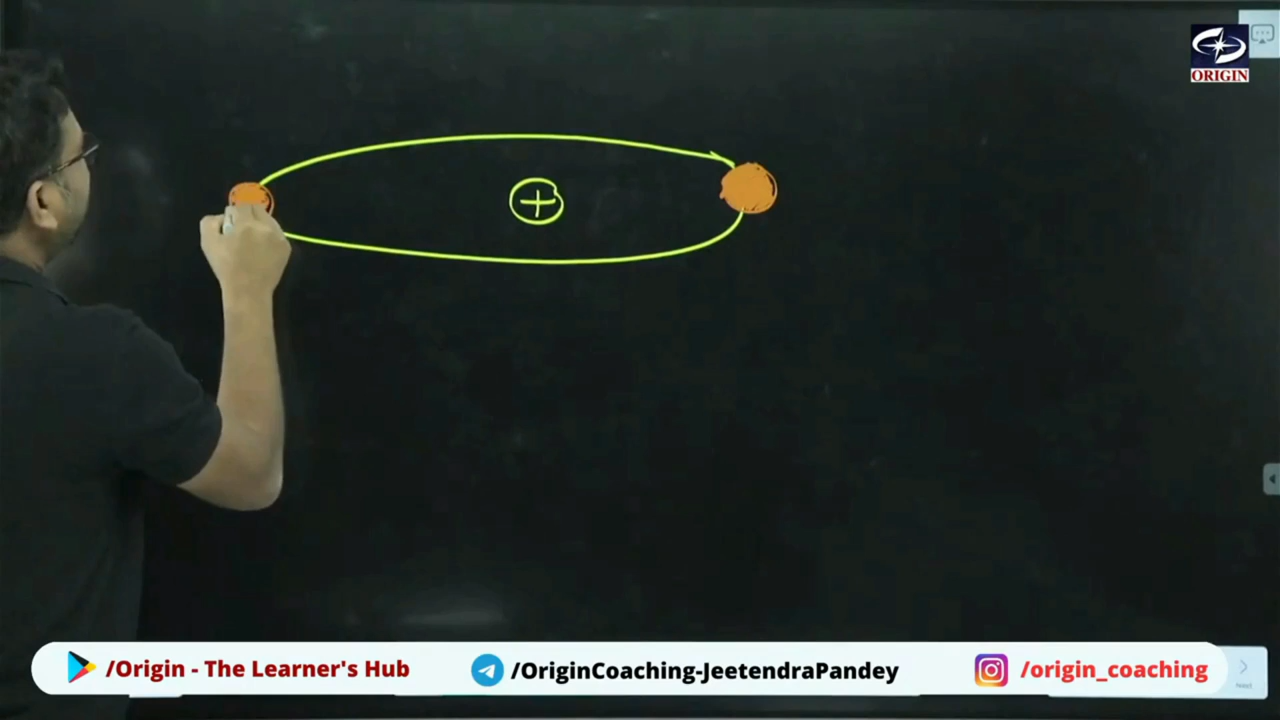 ORIGIN
+
/Origin - The Learner's Hub
/OriginCoaching-JeetendraPandey
/origin_coaching